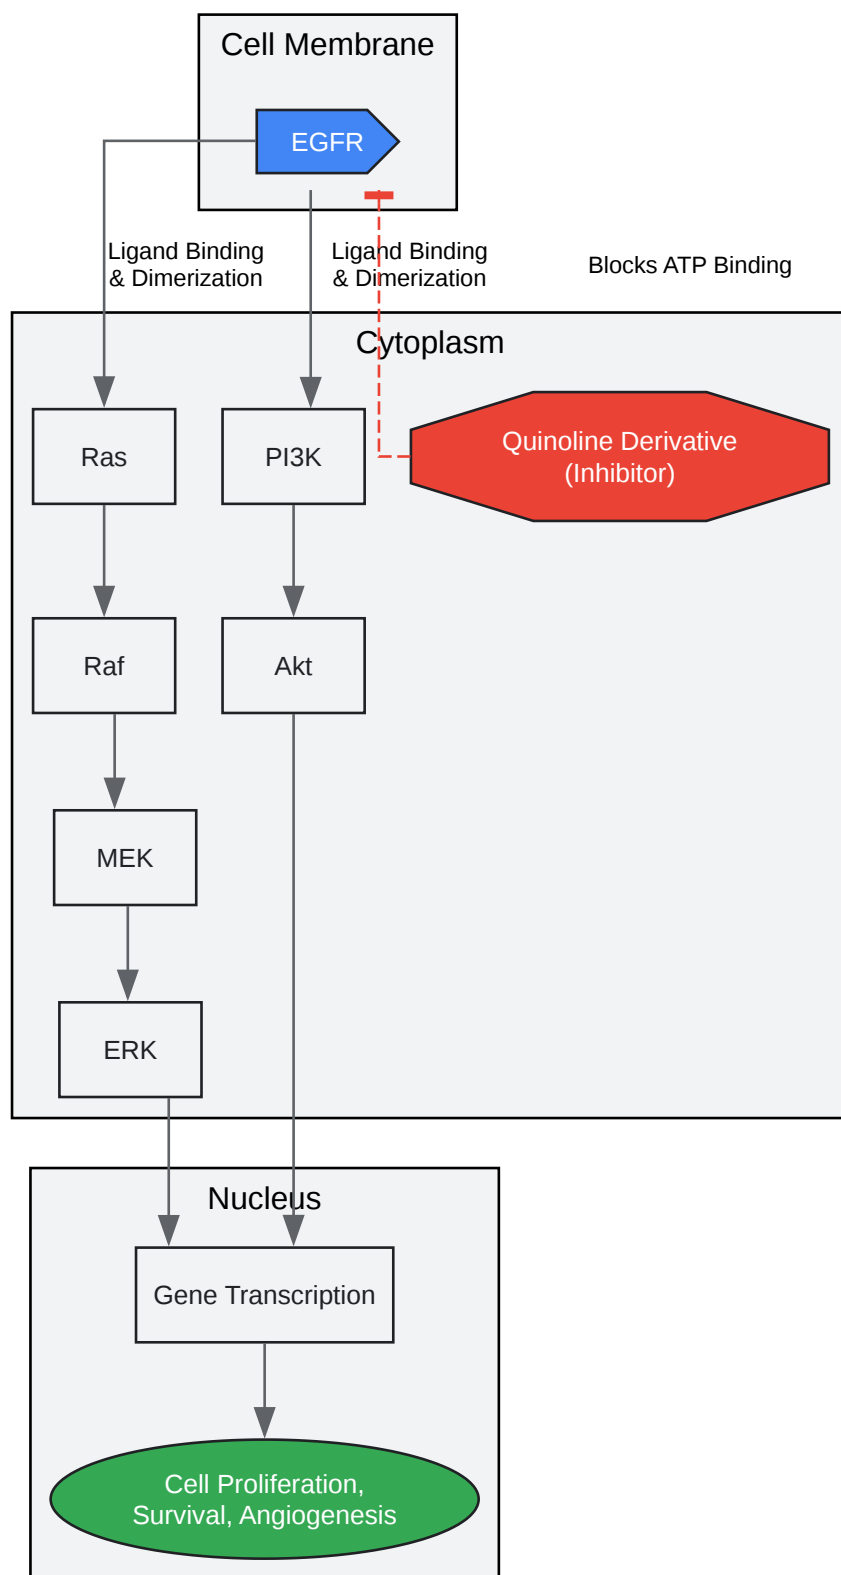 Cell Membrane
EGFR
Ligand Binding
& Dimerization
Ligand Binding
& Dimerization
Blocks ATP Binding
Cytoplasm
Ras
PI3K
Quinoline Derivative
(Inhibitor)
Raf
Akt
MEK
ERK
Nucleus
Gene Transcription
Cell Proliferation,
Survival, Angiogenesis